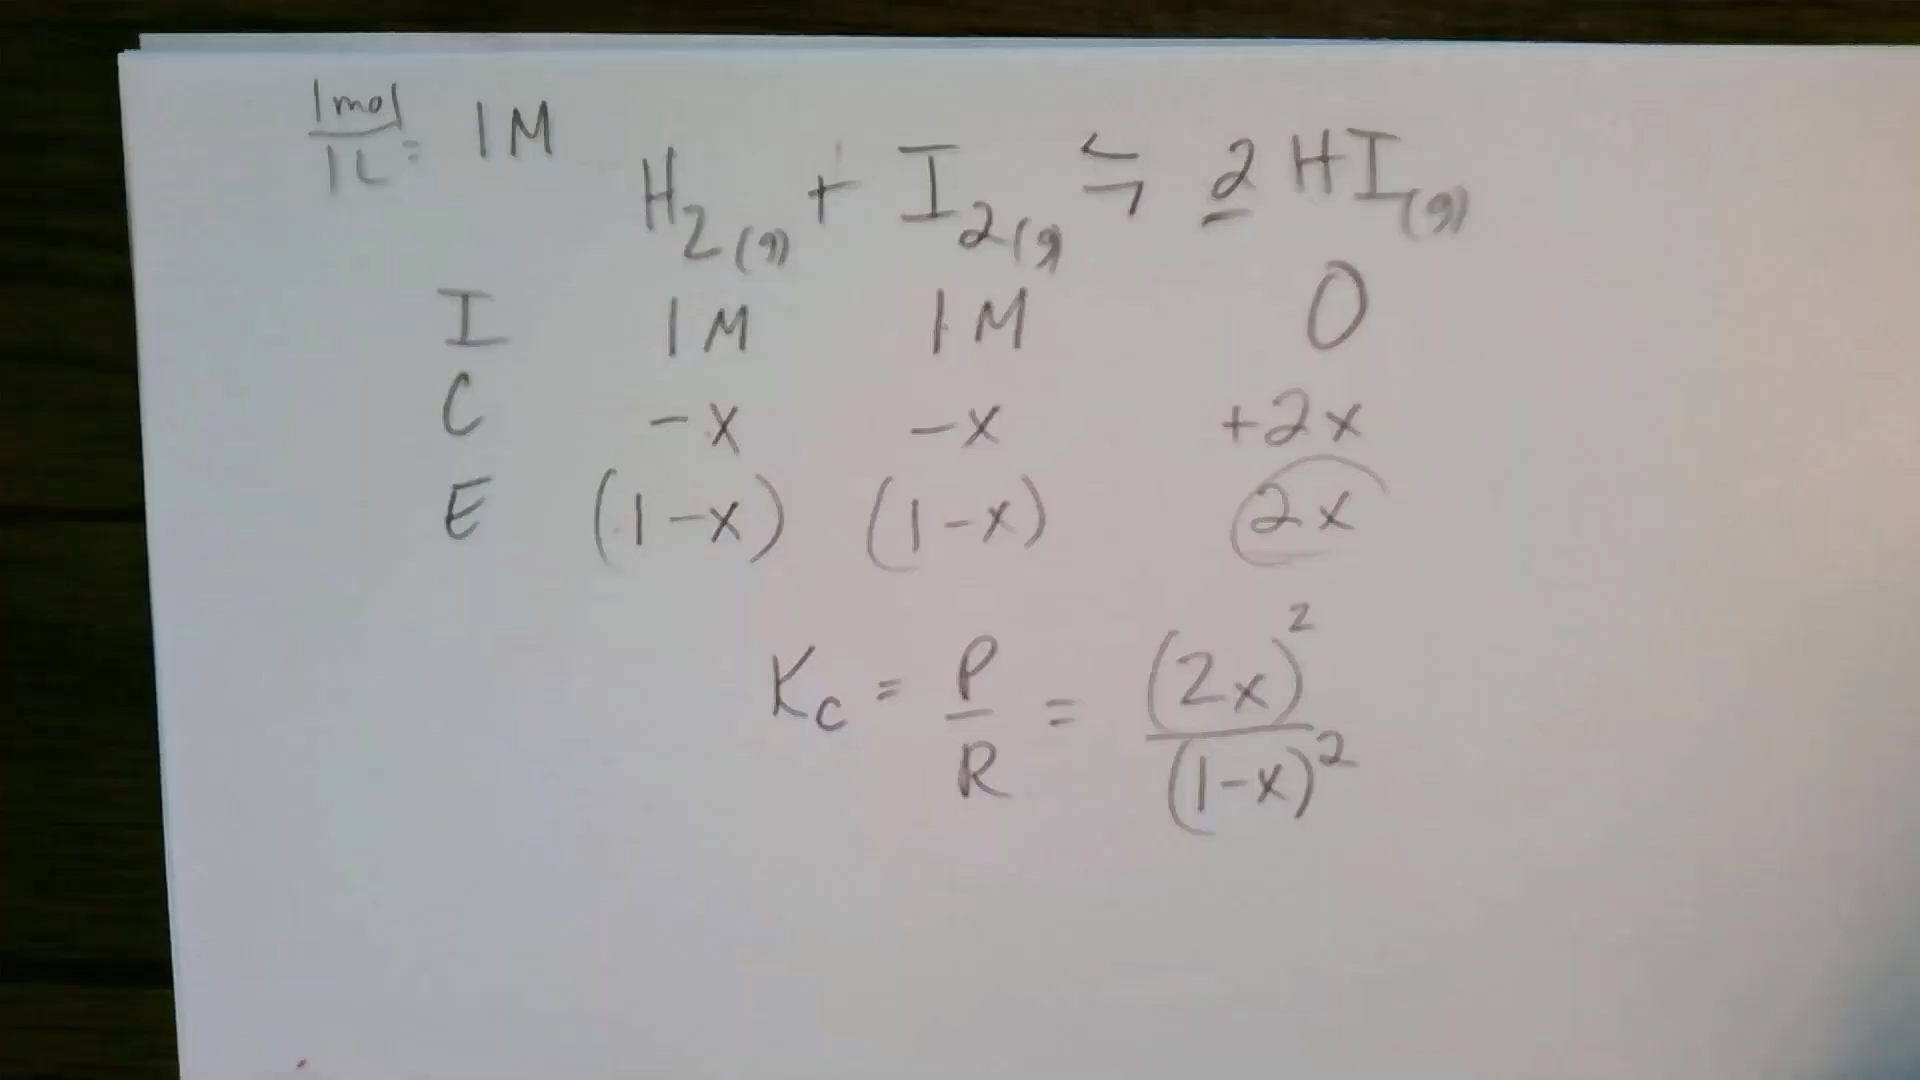 1mol/1L = 1M
H2(g) + I2(g) ⇆ 2HI(g)
I 1M 1M 0
C -x -x +2x
E (1-x) (1-x) 2x
Kc = P/R = (2x)²/(1-x)²